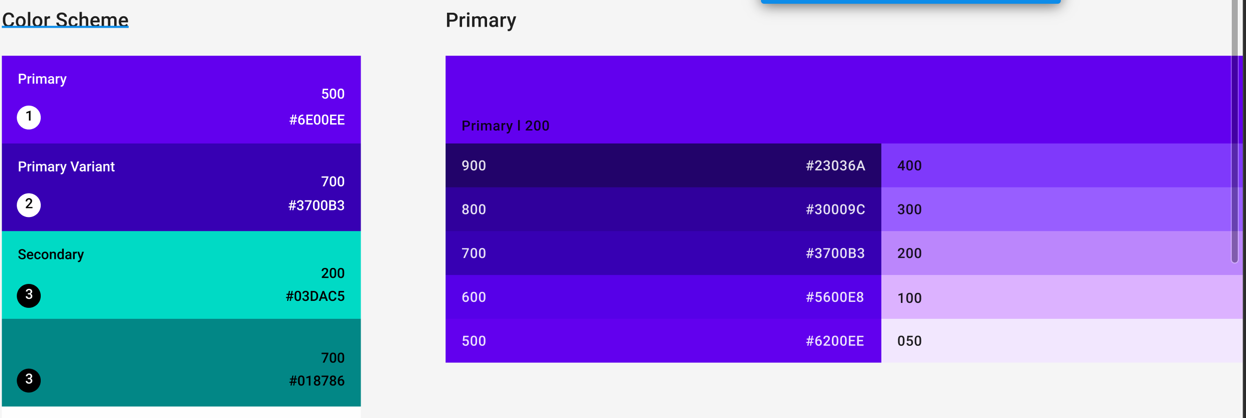 Color Scheme
Primary
Primary
500
1
#6E00EE
Primary Variant
700
2
#3700B3
Secondary
200
3
#03DAC5
700
3
#018786
Primary | 200
900 #23036A 400
800 #30009C 300
700 #3700B3 200
600 #5600E8 100
500 #6200EE 050